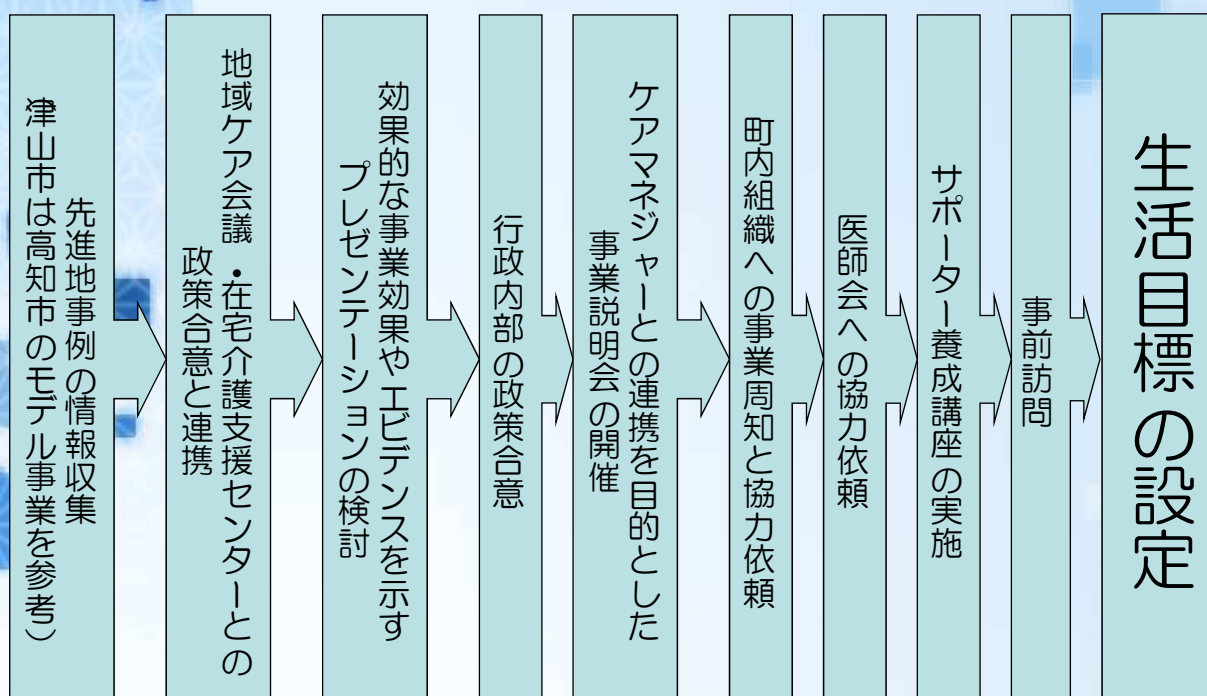 先進地事例の情報収集
津山市は高知市のモデル事業を参考）
地域ケア会議・在宅介護支援センターとの
政策合意と連携
効果的な事業効果やエビデンスを示す
プレゼンテーションの検討
行政内部の政策合意
ケアマネジャーとの連携を目的とした
事業説明会の開催
町内組織への事業周知と協力依頼
医師会への協力依頼
サポーター養成講座の実施
事前訪問
生活目標の設定